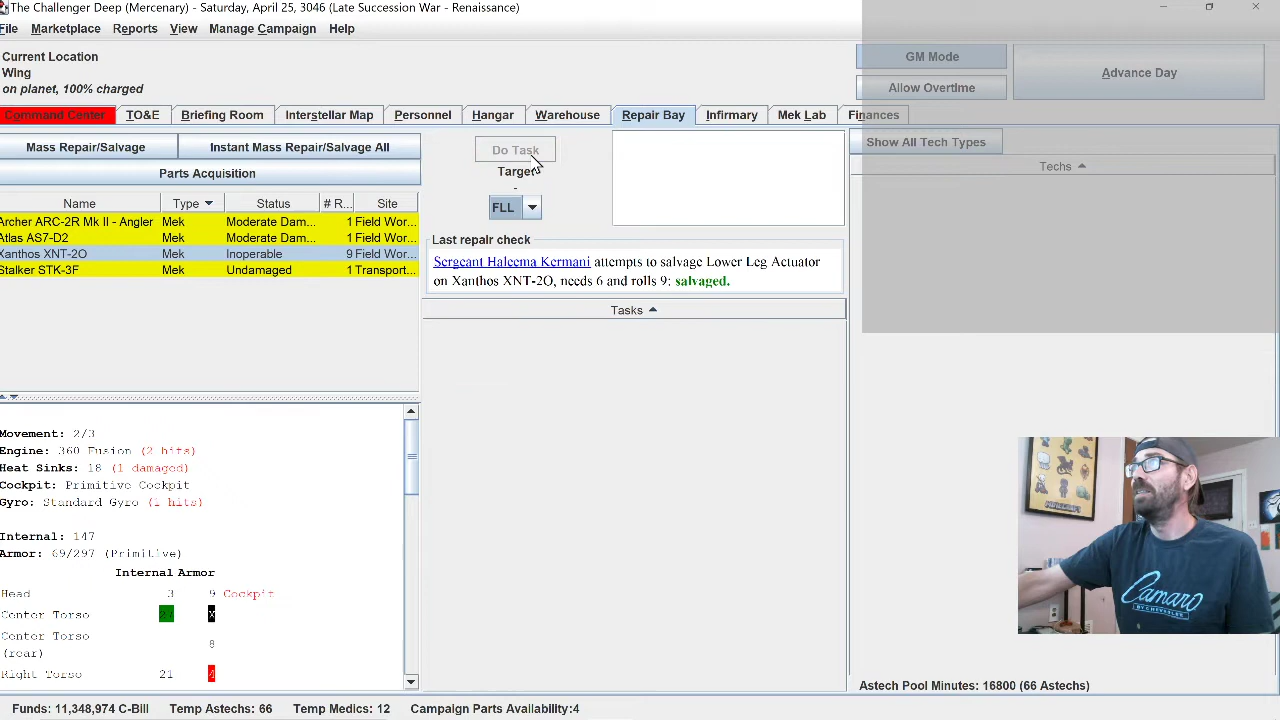 The Challenger Deep (Mercenary) - Saturday, April 25, 3046 (Late Succession War - Renaissance)
File Marketplace Reports View Manage Campaign Help
Current Location
Wing
on planet, 100% charged
GM Mode
Allow Overtime
Advance Day
Command Center TO&E Briefing Room Interstellar Map Personnel Hangar Warehouse Repair Bay Infirmary Mek Lab Finances
Mass Repair/Salvage Instant Mass Repair/Salvage All
Parts Acquisition
Name Type Status # R... Site
Archer ARC-2R Mk II - Angler Mek Moderate Dam... 1 Field Wor...
Atlas AS7-D2 Mek Moderate Dam... 1 Field Wor...
Xanthos XNT-2O Mek Inoperable 9 Field Wor...
Stalker STK-3F Mek Undamaged 1 Transport...
Do Task
Target
-
FLL
Last repair check
Sergeant Haleema Kermani attempts to salvage Lower Leg Actuator
on Xanthos XNT-2O, needs 6 and rolls 9: salvaged.
Tasks
Show All Tech Types
Techs
Movement: 2/3
Engine: 360 Fusion (2 hits)
Heat Sinks: 18 (1 damaged)
Cockpit: Primitive Cockpit
Gyro: Standard Gyro (1 hits)
Internal: 147
Armor: 69/297 (Primitive)
Internal Armor
Head 3 9 Cockpit
Center Torso X
Center Torso
(rear) 8
Right Torso 21 4
Camaro
BY CHEVROLET
Astech Pool Minutes: 16800 (66 Astechs)
Funds: 11,348,974 C-Bill Temp Astechs: 66 Temp Medics: 12 Campaign Parts Availability:4